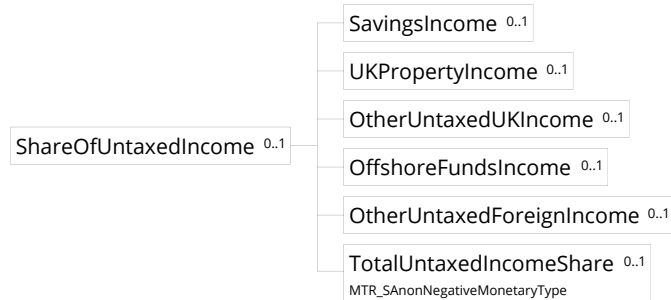 SavingsIncome 0..1
UKPropertyIncome 0..1
OtherUntaxedUKIncome 0..1
ShareOfUntaxedIncome 0..1
OffshoreFundsIncome 0..1
OtherUntaxedForeignIncome 0..1
TotalUntaxedIncomeShare 0..1
MTR_SAnonNegativeMonetaryType